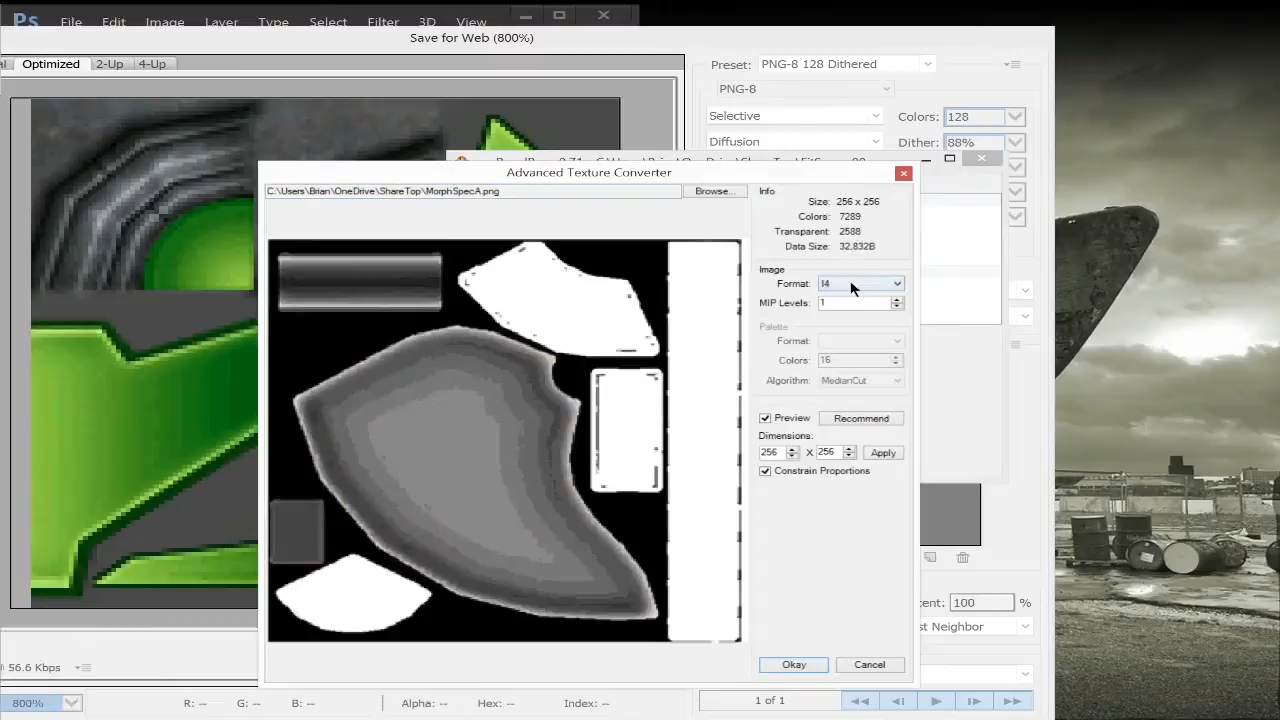 Ps File Edit Image Layer Type Select Filter 3D View
Save for Web (800%)
Optimized 2-Up 4-Up
Preset: PNG-8 128 Dithered
PNG-8
Selective Colors: 128
Diffusion Dither: 88%
Advanced Texture Converter
C:\Users\Brian\OneDrive\ShareTop\MorphSpecA.png Browse...
Info
Size: 256 x 256
Colors: 7289
Transparent: 2588
Data Size: 32.832B
Image
Format: I4
MIP Levels: 1
Palette
Format:
Colors: 16
Algorithm: MedianCut
Preview Recommend
Dimensions:
256 X 256 Apply
Constrain Proportions
Okay Cancel
cent: 100 %
st Neighbor
56.6 Kbps
800% R: -- G: -- B: -- Alpha: -- Hex: -- Index: --
1 of 1